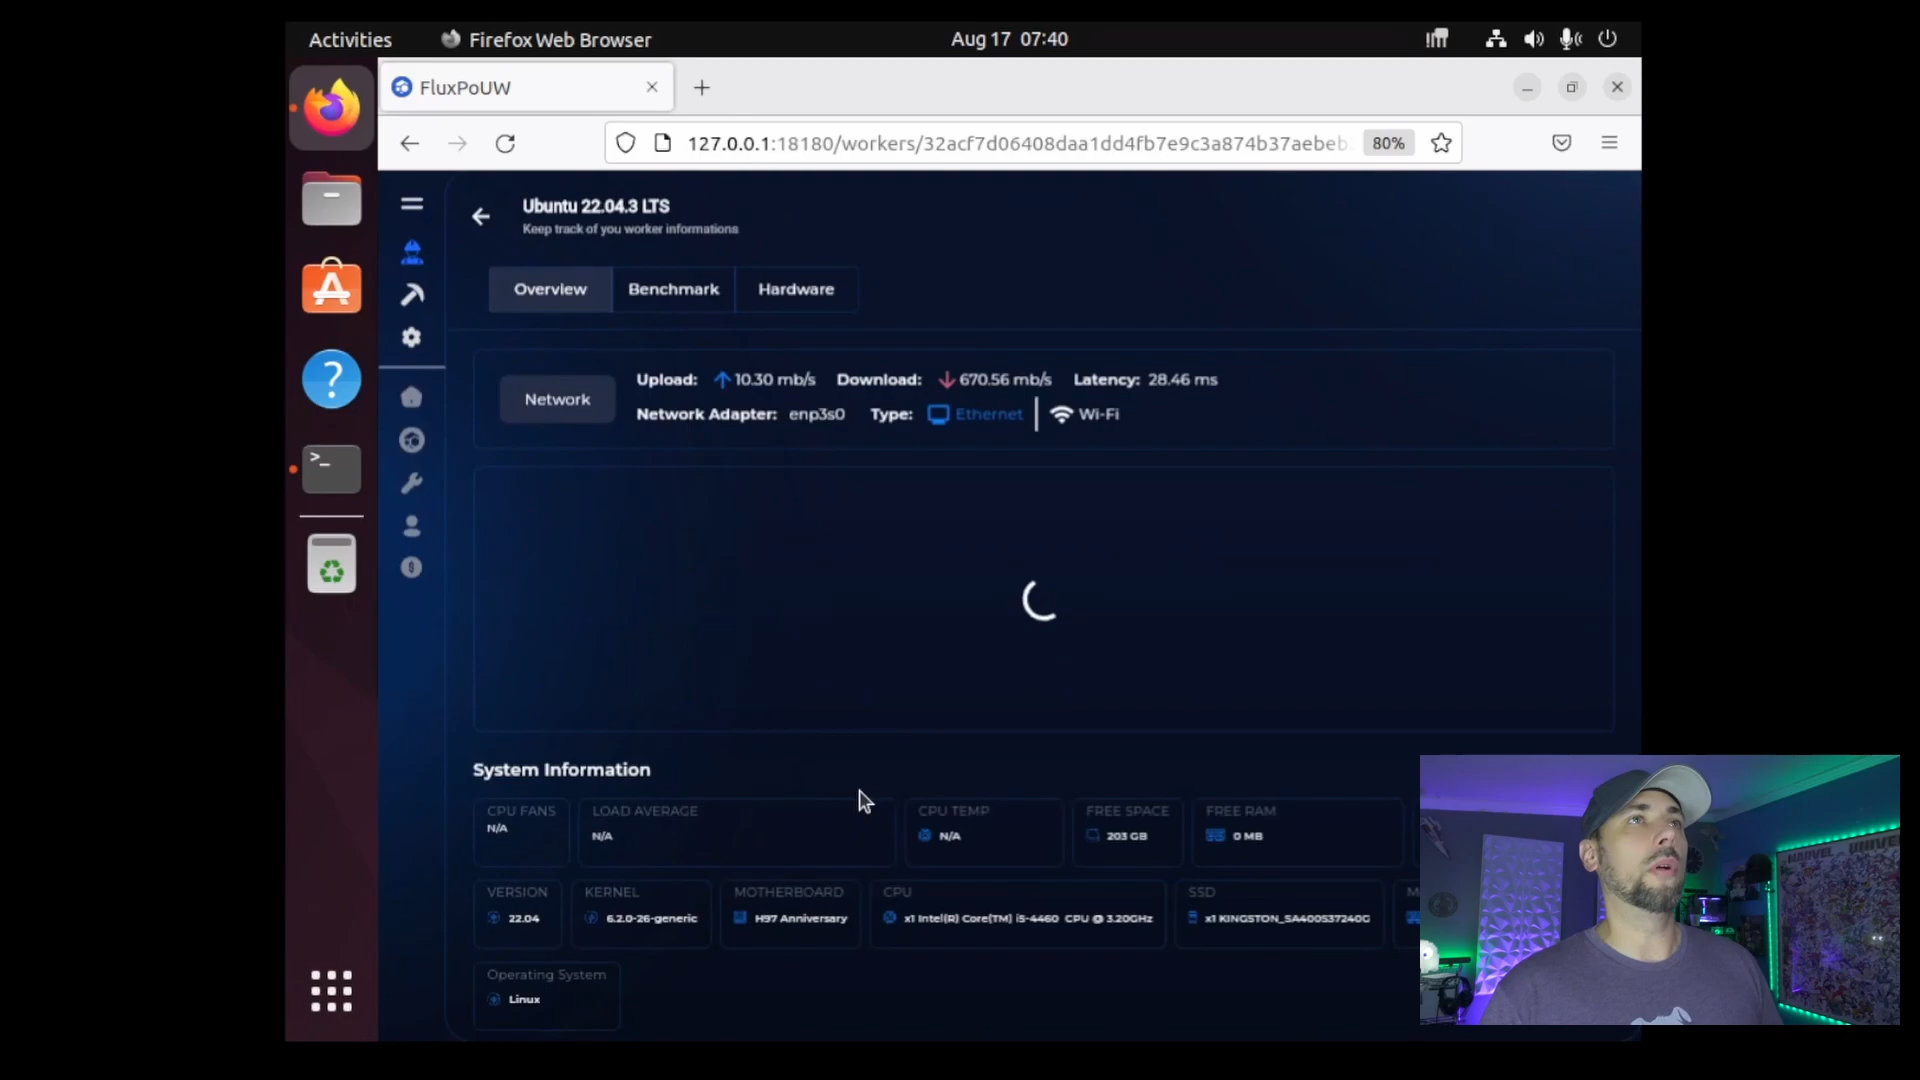 Activities
Firefox Web Browser
Aug 17 07:40
FluxPoUW
127.0.0.1:18180/workers/32acf7d06408daa1dd4fb7e9c3a874b37aebeb
80%
Ubuntu 22.04.3 LTS
Keep track of you worker informations
Overview
Benchmark
Hardware
Network
Upload: 10.30 mb/s Download: 670.56 mb/s Latency: 28.46 ms
Network Adapter: enp3s0 Type: Ethernet Wi-Fi
System Information
CPU FANS
N/A
LOAD AVERAGE
N/A
CPU TEMP
N/A
FREE SPACE
203 GB
FREE RAM
0 MB
VERSION
22.04
KERNEL
6.2.0-26-generic
MOTHERBOARD
H97 Anniversary
CPU
x1 Intel(R) Core(TM) i5-4460 CPU @ 3.20GHz
SSD
x1 KINGSTON_SA400S37240G
M
Operating System
Linux